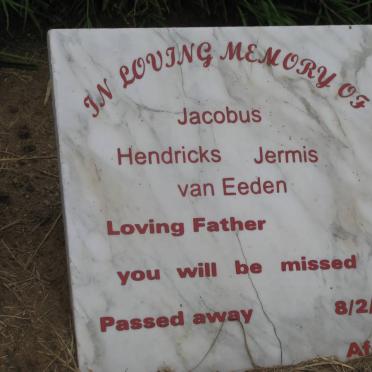 IN LOVING MEMORY OF
Jacobus
Hendricks Jermis
van Eeden
Loving Father
you will be missed
Passed away 8/2/
Af